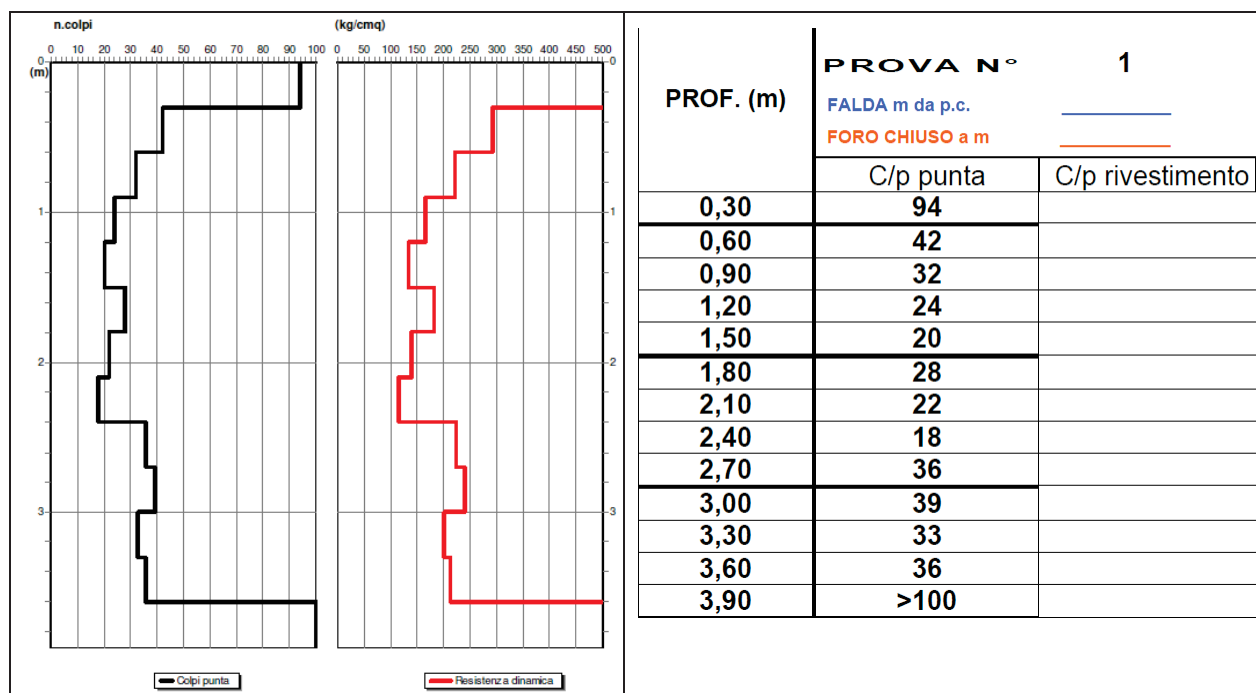 n.colpi
0 10 20 30 40 50 60 70 80 90 100
0
(m)
1
2
3
Colpi punta
(kg/cmq)
0 50 100 150 200 250 300 350 400 450 500
0
1
2
3
Resistenza dinamica
PROF. (m)
PROVA N° 1
FALDA m da p.c.
FORO CHIUSO a m
C/p punta C/p rivestimento
0,30 94
0,60 42
0,90 32
1,20 24
1,50 20
1,80 28
2,10 22
2,40 18
2,70 36
3,00 39
3,30 33
3,60 36
3,90 >100